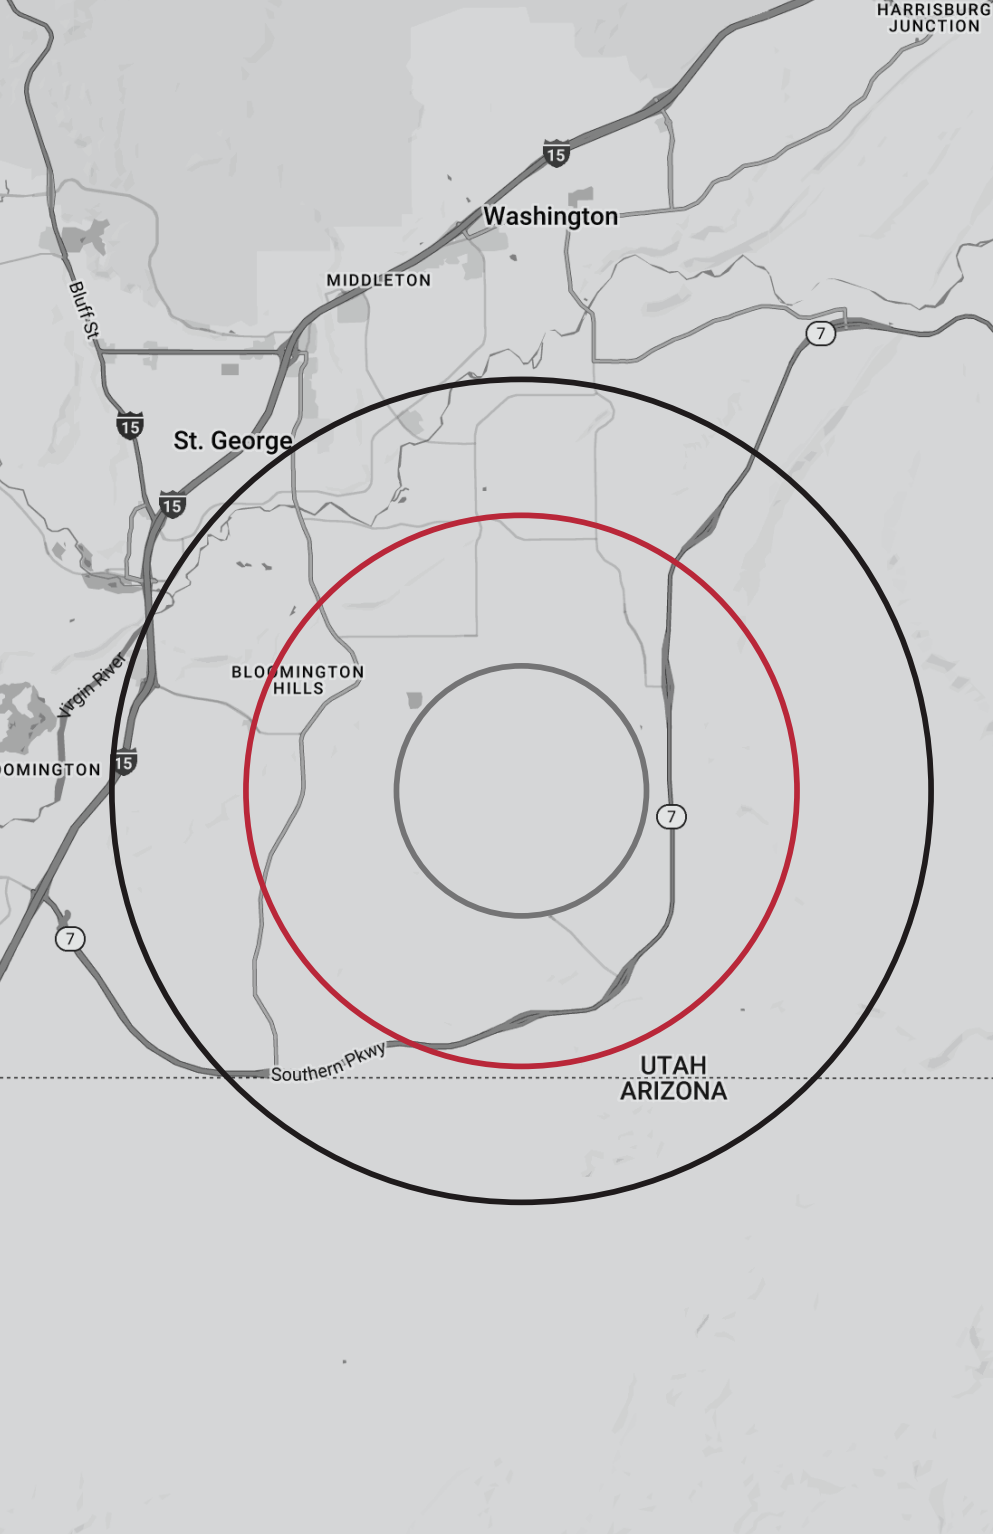 HARRISBURG
JUNCTION
15
Washington
MIDDLETON
Bluff St
7
15
St. George
15
BLOOMINGTON
HILLS
Virgin River
15
OOMINGTON
7
7
Southern Pkwy
UTAH
ARIZONA